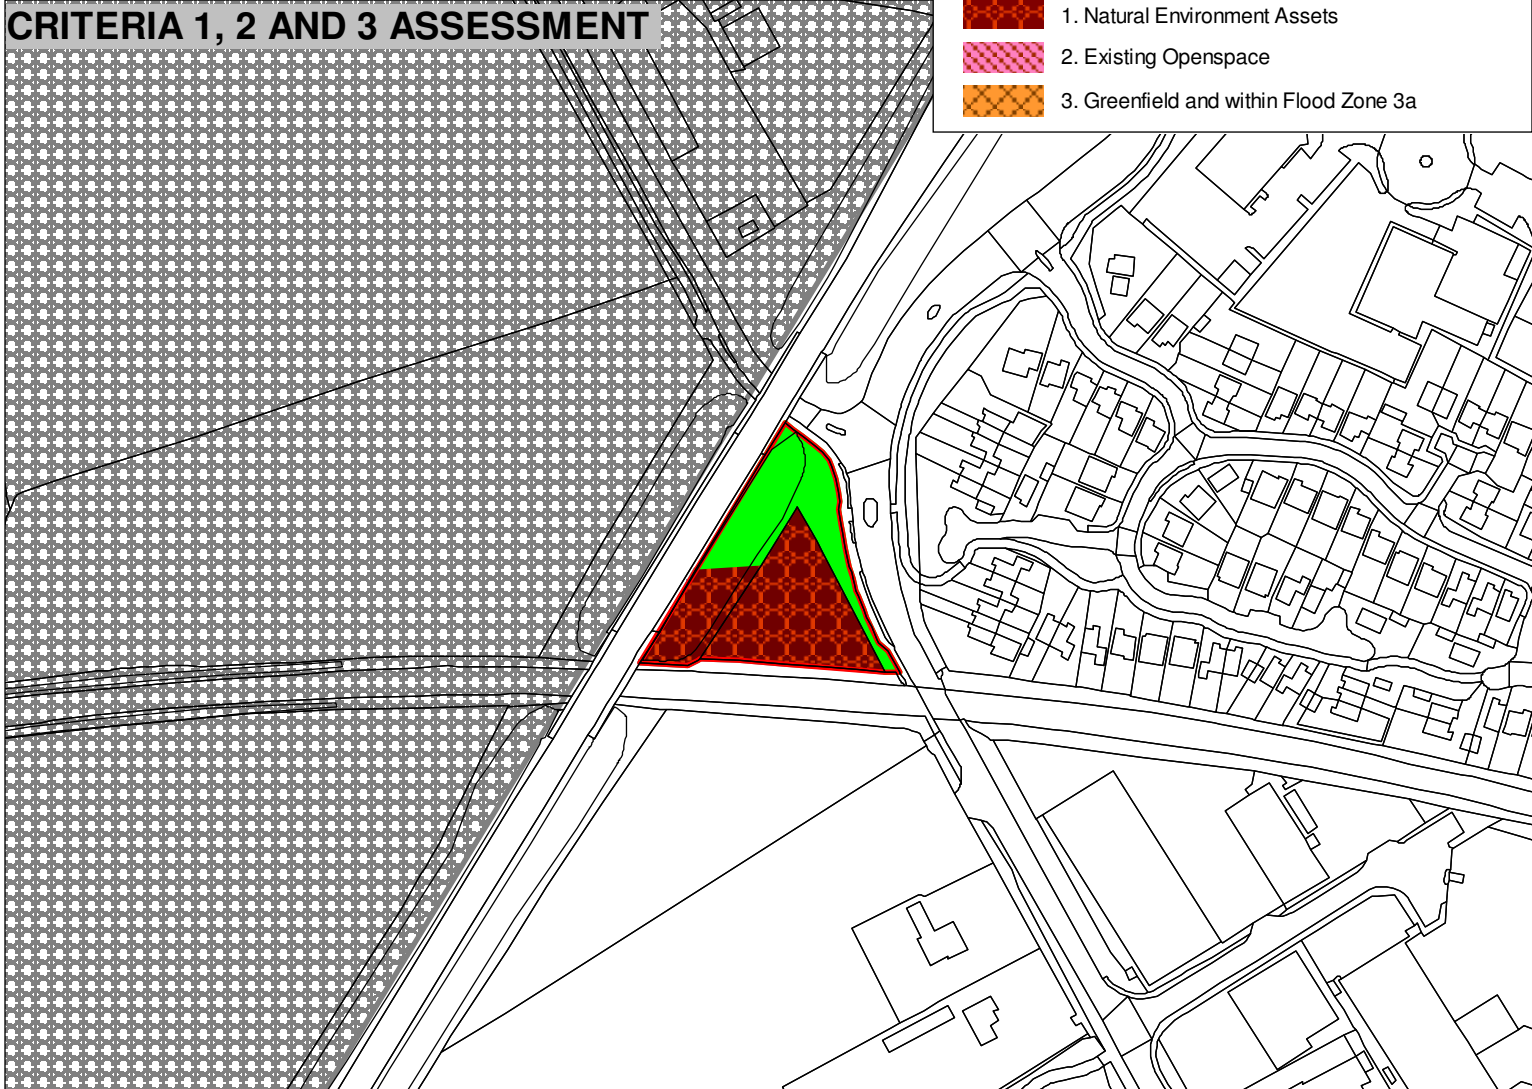 CRITERIA 1, 2 AND 3 ASSESSMENT
1. Natural Environment Assets
2. Existing Openspace
3. Greenfield and within Flood Zone 3a